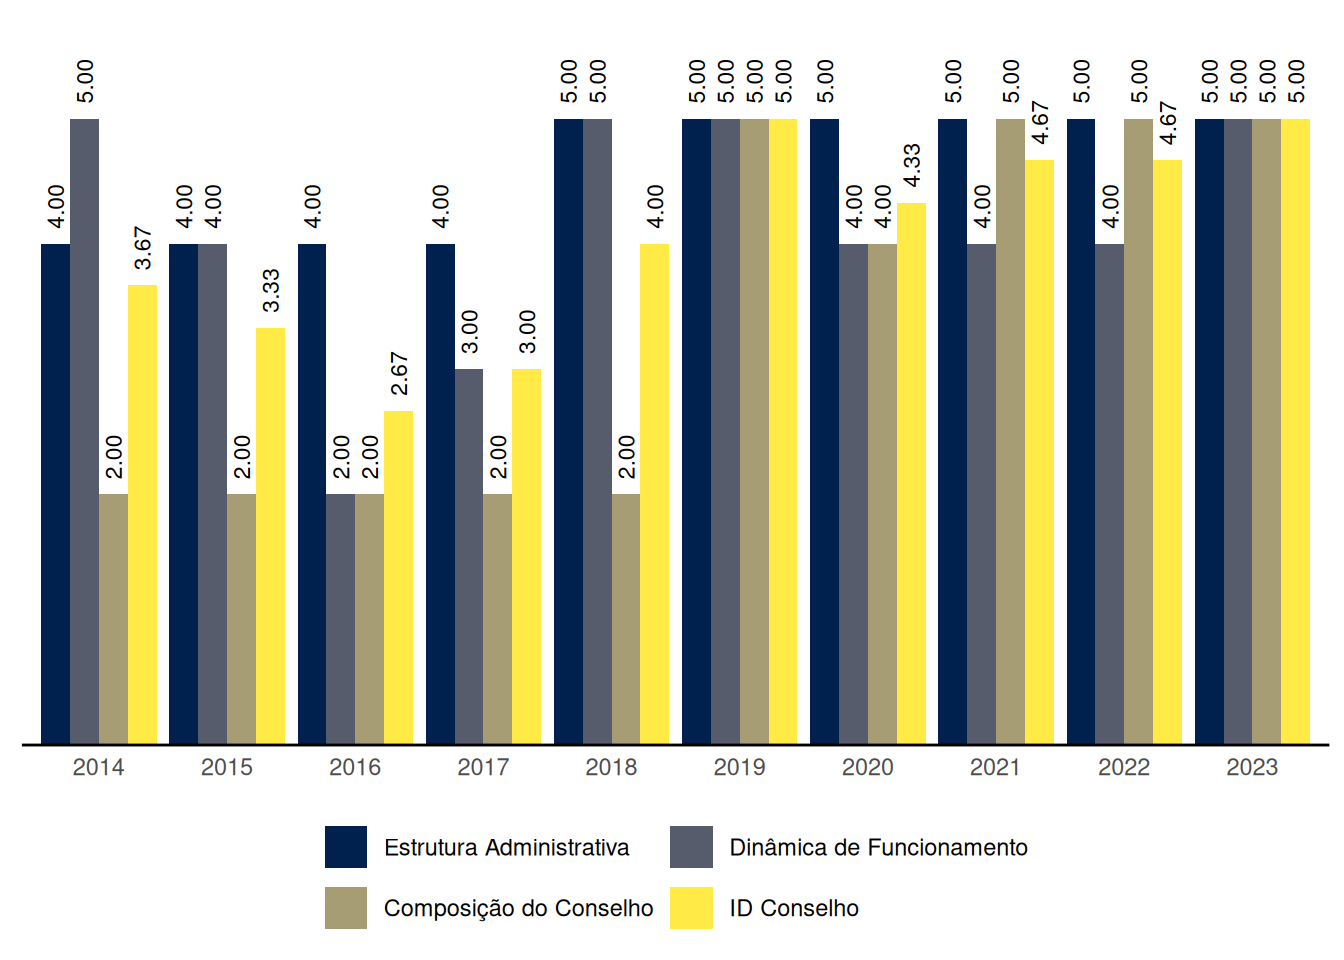 4.00 5.00 2.00 3.67 4.00 4.00 2.00 3.33 4.00 2.00 2.00 2.67 4.00 3.00 2.00 3.00 5.00 5.00 2.00 4.00 5.00 5.00 5.00 5.00 5.00 4.00 4.00 4.33 5.00 4.00 5.00 4.67 5.00 4.00 5.00 4.67 5.00 5.00 5.00 5.00
2014 2015 2016 2017 2018 2019 2020 2021 2022 2023
Estrutura Administrativa Dinâmica de Funcionamento
Composição do Conselho ID Conselho